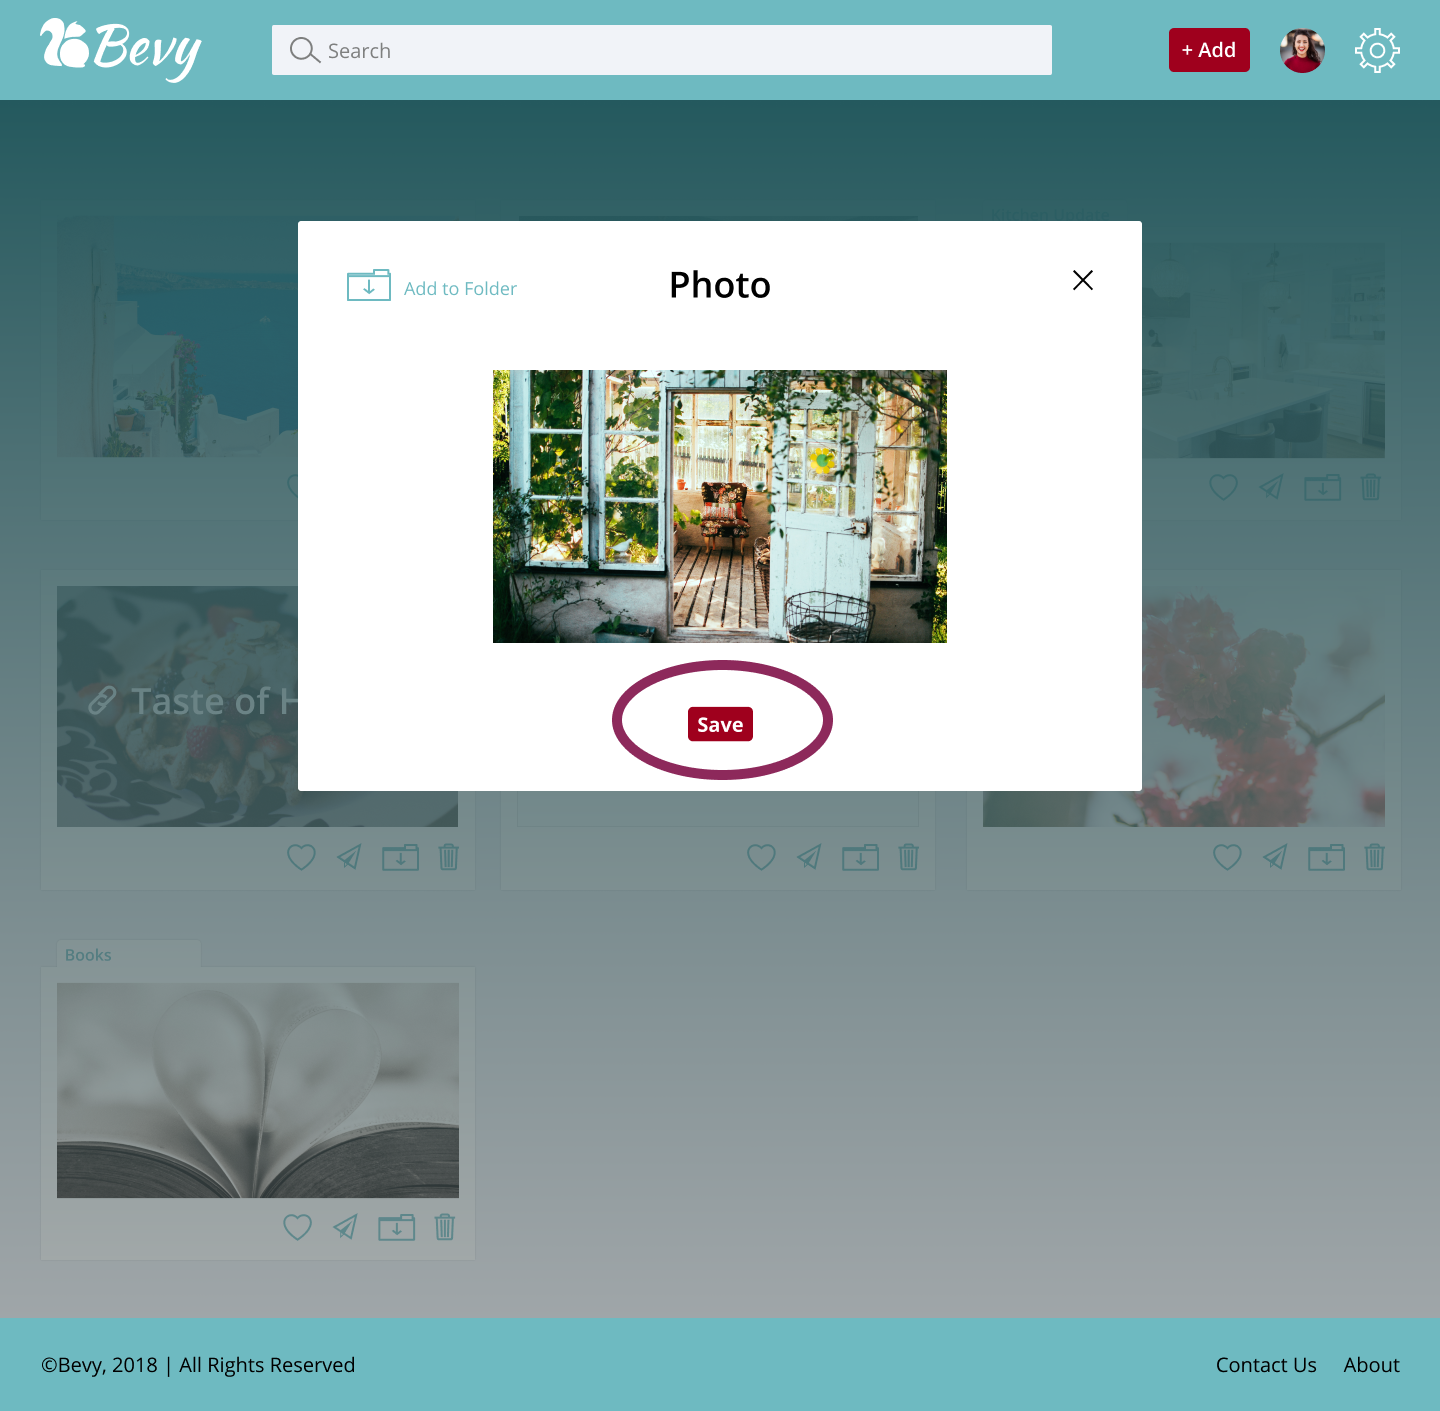 Bevy
Search
+ Add
Add to Folder
Photo
Save
Taste of H
Books
©Bevy, 2018 | All Rights Reserved
Contact Us
About